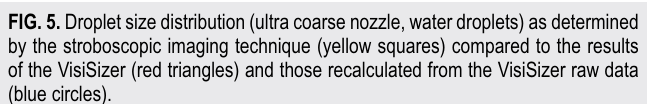 FIG. 5. Droplet size distribution (ultra coarse nozzle, water droplets) as determined
by the stroboscopic imaging technique (yellow squares) compared to the results
of the VisiSizer (red triangles) and those recalculated from the VisiSizer raw data
(blue circles).